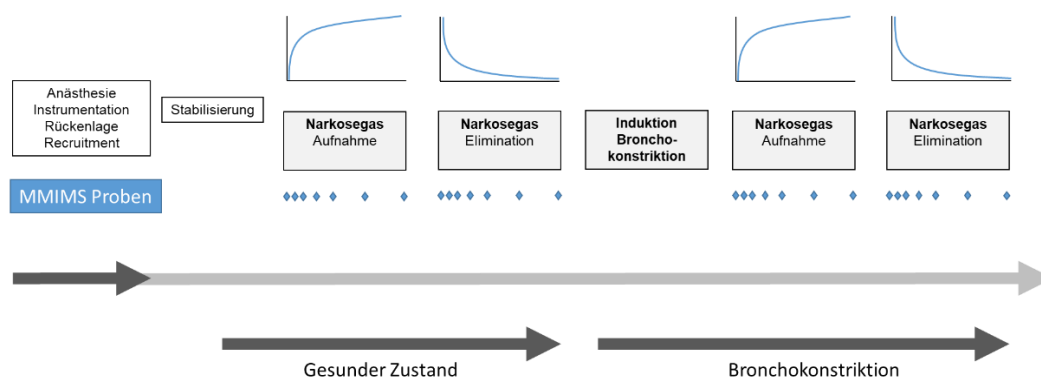 Anästhesie
Instrumentation
Rückenlage
Recruitment
Stabilisierung
Narkosegas
Aufnahme
Narkosegas
Elimination
Induktion
Broncho-
konstriktion
Narkosegas
Aufnahme
Narkosegas
Elimination
MMIMS Proben
Gesunder Zustand
Bronchokonstriktion